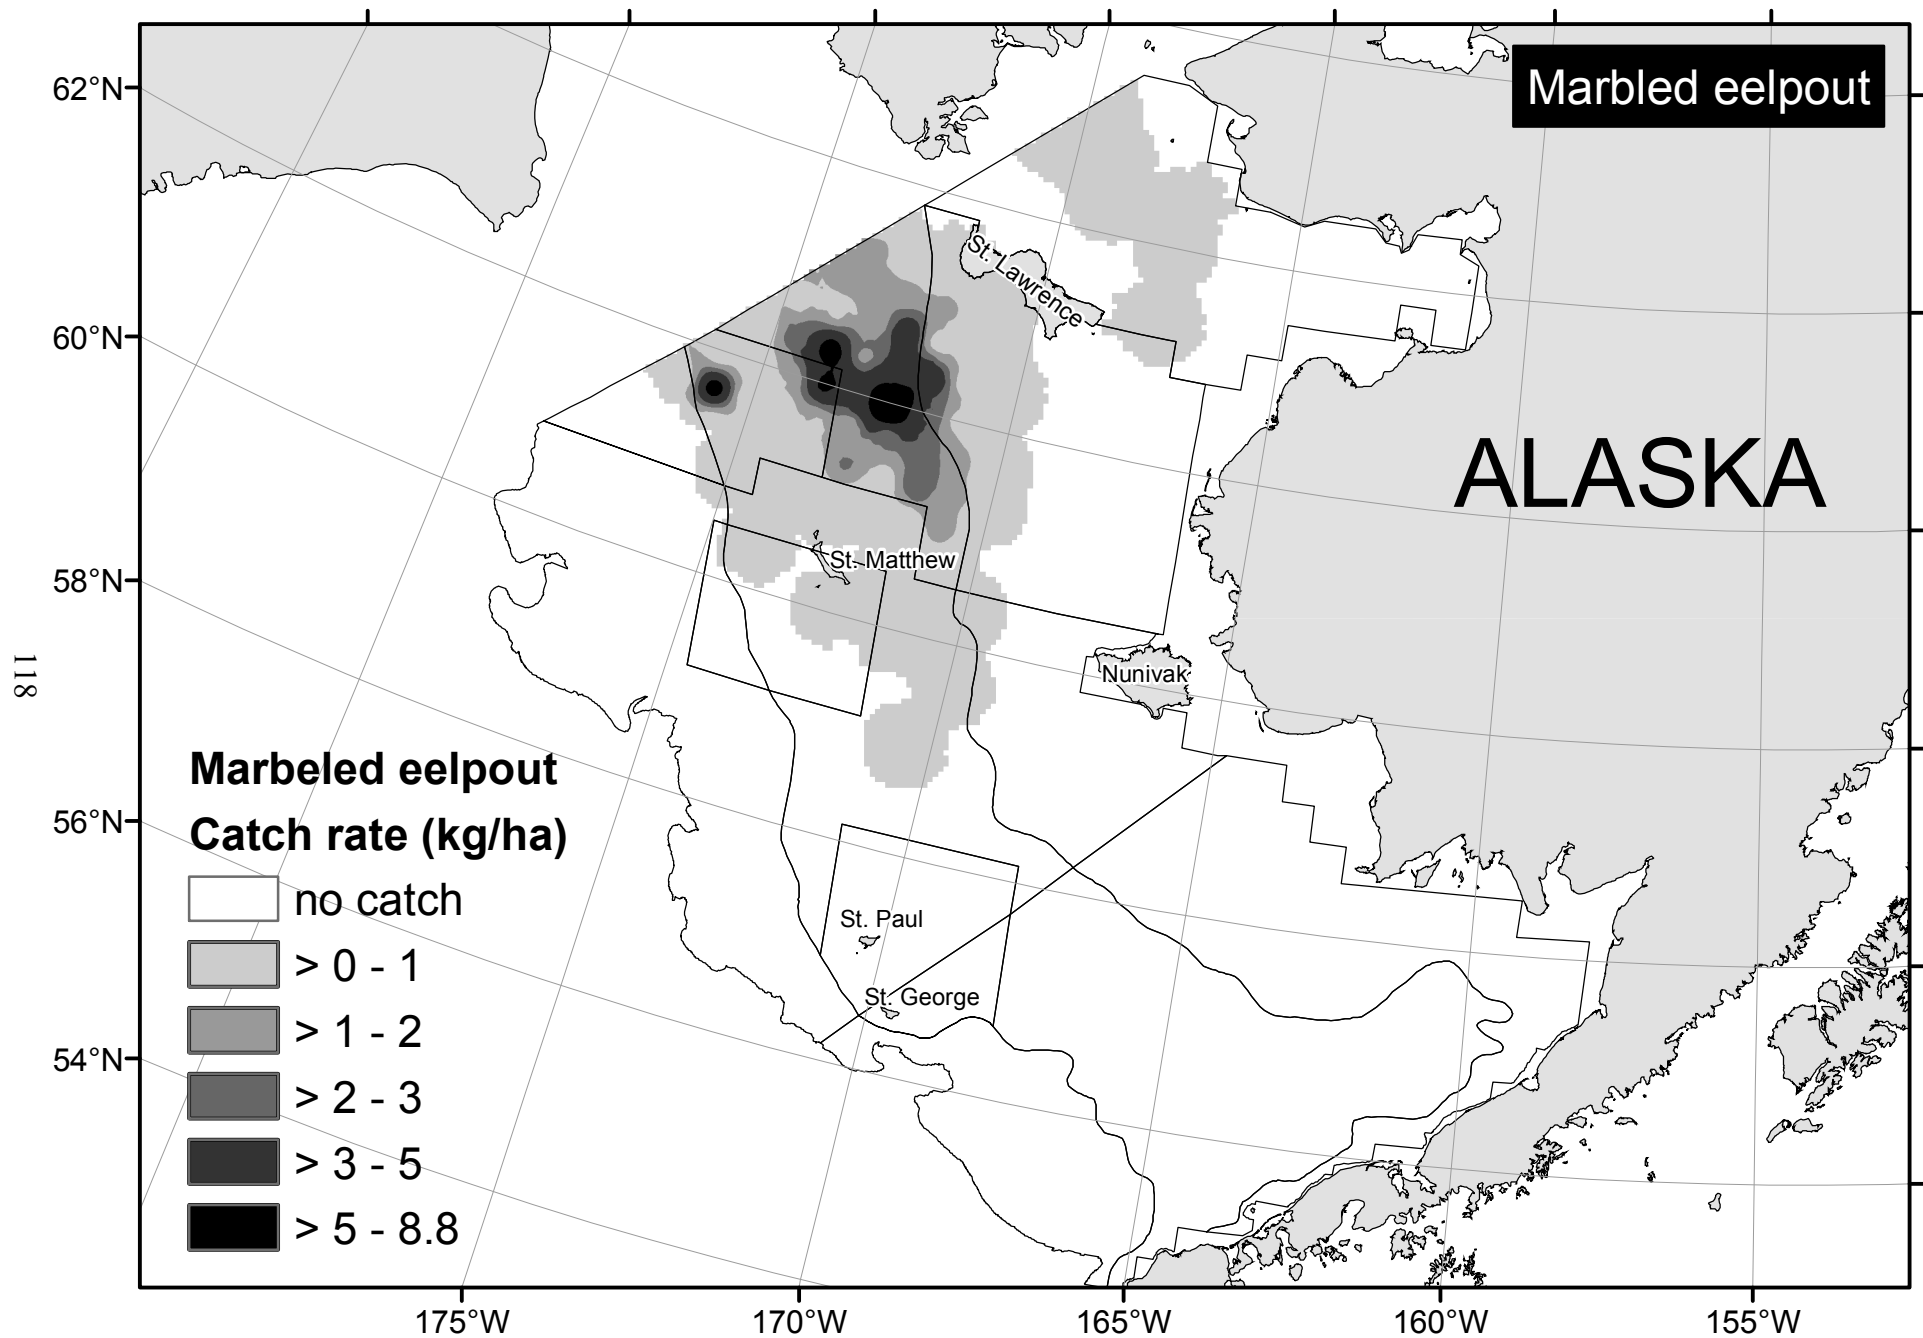 Marbled eelpout
62°N
60°N
58°N
56°N
54°N
St. Lawrence
ALASKA
St. Matthew
Nunivak
St. Paul
St. George
Marbeled eelpout
Catch rate (kg/ha)
no catch
> 0 - 1
> 1 - 2
> 2 - 3
> 3 - 5
> 5 - 8.8
175°W
170°W
165°W
160°W
155°W
118